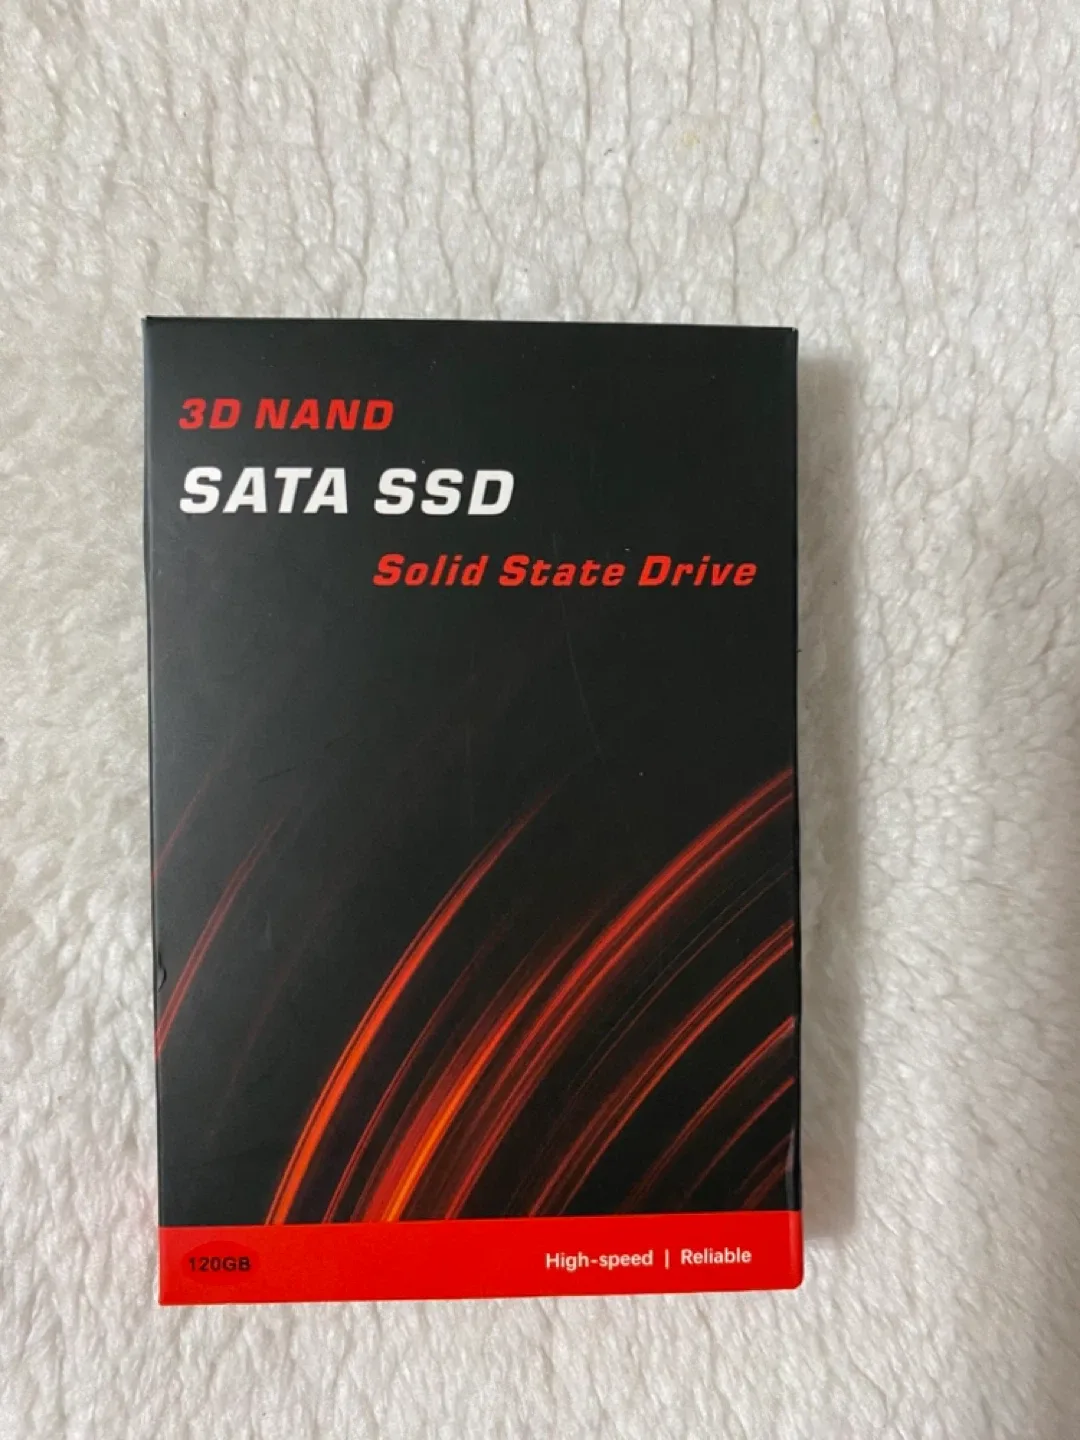 3D NAND
SATA SSD
Solid State Drive
120GB
High-speed | Reliable